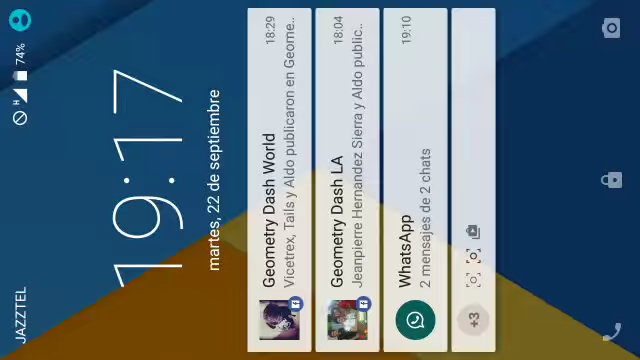 JAZZTEL
H
74%
19:17
martes, 22 de septiembre
Geometry Dash World
18:29
Vicetrex, Tails y Aldo publicaron en Geome..
Geometry Dash LA
18:04
Jeanpierre Hernandez Sierra y Aldo public..
WhatsApp
19:10
2 mensajes de 2 chats
+3